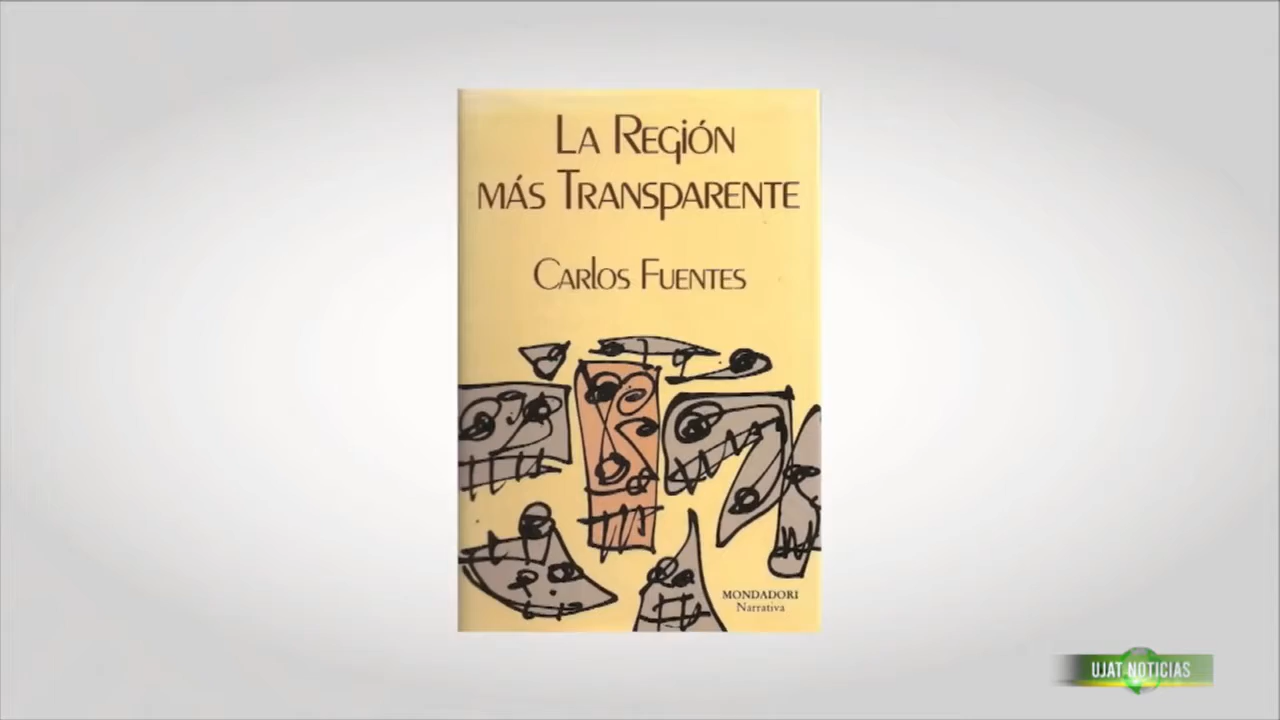 La Región
más Transparente
Carlos Fuentes
MONDADORI
Narrativa
UJAT NOTICIAS